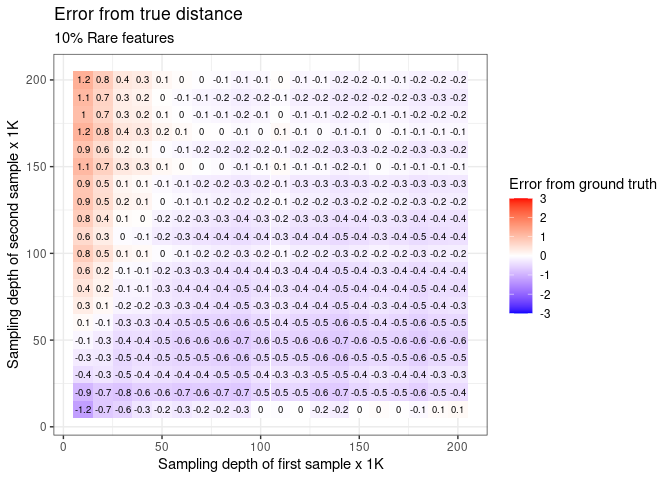 Error from true distance
10% Rare features
200
1.2 0.8 0.4 0.3 0.1 0 0 -0.1 -0.1 -0.1 0 -0.1 -0.1 -0.2 -0.2 -0.1 -0.1 -0.2 -0.2 -0.2
1.1 0.7 0.3 0.2 0 -0.1 -0.1 -0.2 -0.2 -0.2 -0.1 -0.2 -0.2 -0.2 -0.2 -0.2 -0.3 -0.3 -0.2
1 0.7 0.3 0.2 0.1 0 -0.1 -0.1 -0.2 -0.1 -0.1 -0.1 -0.2 -0.2 -0.2 -0.2 -0.2 -0.2 -0.2
1.2 0.8 0.4 0.3 0.2 0.1 0 0 -0.1 0 0.1 -0.1 0 -0.1 -0.1 0 -0.1 -0.1 -0.1 -0.1
0.9 0.6 0.2 0.1 0 -0.1 -0.2 -0.2 -0.2 -0.2 -0.1 -0.2 -0.2 -0.3 -0.2 -0.2 -0.2 -0.3 -0.2 -0.2
150
1.1 0.7 0.3 0.3 0.1 0 0 0 -0.1 -0.1 0 -0.1 -0.1 -0.2 -0.1 0 -0.1 -0.1 -0.1 -0.1
0.9 0.5 0.1 0.1 -0.1 -0.1 -0.2 -0.2 -0.3 -0.2 -0.1 -0.2 -0.3 -0.3 -0.2 -0.3 -0.3 -0.3 -0.3 -0.3
0.9 0.5 0.2 0.1 0 -0.1 -0.1 -0.2 -0.2 -0.2 -0.1 -0.2 -0.2 -0.3 -0.2 -0.2 -0.2 -0.3 -0.3 -0.3
0.8 0.4 0.1 0 -0.2 -0.2 -0.3 -0.3 -0.4 -0.3 -0.2 -0.3 -0.3 -0.4 -0.3 -0.3 -0.3 -0.4 -0.4 -0.4
0.6 0.3 0 -0.1 -0.2 -0.3 -0.4 -0.4 -0.4 -0.3 -0.3 -0.4 -0.4 -0.5 -0.4 -0.4 -0.3 -0.5 -0.4 -0.4
100
0.8 0.5 0.1 0.1 0 -0.1 -0.2 -0.2 -0.3 -0.2 -0.1 -0.2 -0.2 -0.3 -0.2 -0.2 -0.2 -0.3 -0.2 -0.2
0.6 0.2 -0.1 -0.1 -0.2 -0.3 -0.3 -0.4 -0.4 -0.4 -0.3 -0.4 -0.4 -0.5 -0.4 -0.3 -0.4 -0.4 -0.4 -0.4
0.4 0.2 -0.1 -0.1 -0.3 -0.3 -0.4 -0.4 -0.5 -0.4 -0.3 -0.4 -0.4 -0.5 -0.4 -0.4 -0.4 -0.5 -0.4 -0.4
0.3 0.1 -0.2 -0.2 -0.3 -0.4 -0.4 -0.4 -0.5 -0.4 -0.3 -0.4 -0.4 -0.5 -0.4 -0.4 -0.4 -0.5 -0.4 -0.3
0.1 -0.1 -0.3 -0.3 -0.4 -0.5 -0.5 -0.6 -0.6 -0.5 -0.4 -0.5 -0.5 -0.6 -0.5 -0.4 -0.5 -0.6 -0.5 -0.5
50
-0.1 -0.3 -0.4 -0.4 -0.5 -0.6 -0.6 -0.6 -0.7 -0.6 -0.5 -0.6 -0.6 -0.7 -0.6 -0.5 -0.6 -0.6 -0.6 -0.5
-0.3 -0.3 -0.5 -0.4 -0.5 -0.5 -0.6 -0.6 -0.6 -0.5 -0.5 -0.5 -0.5 -0.6 -0.5 -0.5 -0.5 -0.6 -0.5 -0.5
-0.4 -0.3 -0.5 -0.4 -0.4 -0.5 -0.5 -0.5 -0.6 -0.5 -0.4 -0.5 -0.5 -0.5 -0.5 -0.4 -0.4 -0.5 -0.4 -0.4
-0.9 -0.7 -0.8 -0.6 -0.6 -0.7 -0.6 -0.7 -0.7 -0.5 -0.5 -0.5 -0.6 -0.7 -0.5 -0.5 -0.5 -0.6 -0.5 -0.4
-1.2 -0.7 -0.6 -0.3 -0.2 -0.3 -0.2 -0.2 -0.3 0 0 0 -0.2 -0.2 0 0 0 -0.1 0.1 0.1
0
0 50 100 150 200
Sampling depth of first sample x 1K
Sampling depth of second sample x 1K
Error from ground truth
3
2
1
0
-1
-2
-3